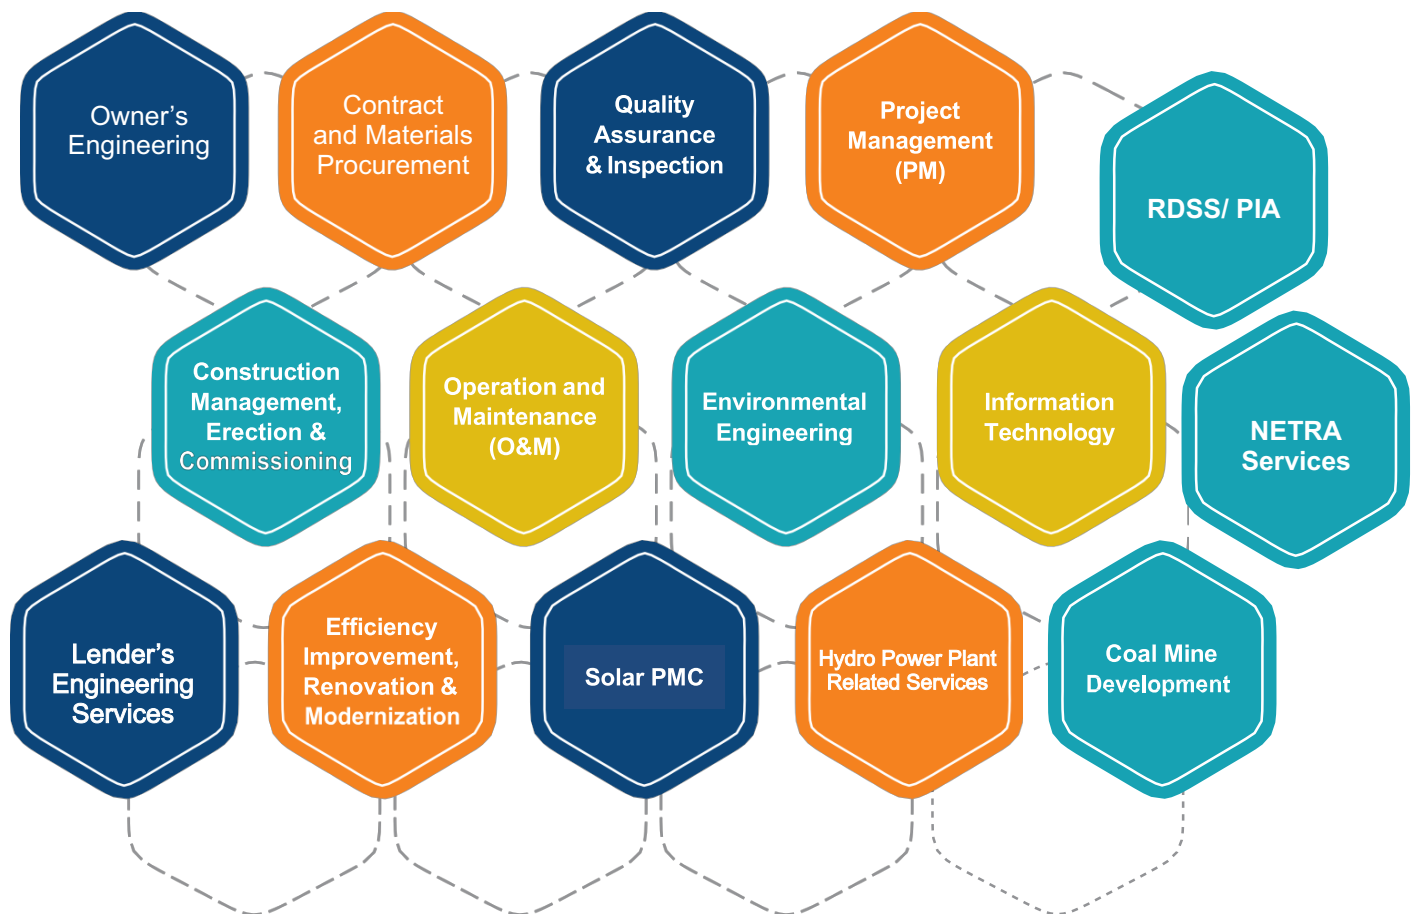 Owner’s
Engineering
Contract
and Materials
Procurement
Quality
Assurance
& Inspection
Project
Management
(PM)
RDSS/ PIA
Construction
Management,
Erection &
Commissioning
Operation and
Maintenance
(O&M)
Environmental
Engineering
Information
Technology
NETRA
Services
Lender’s
Engineering
Services
Efficiency
Improvement,
Renovation &
Modernization
Solar PMC
Hydro Power Plant
Related Services
Coal Mine
Development